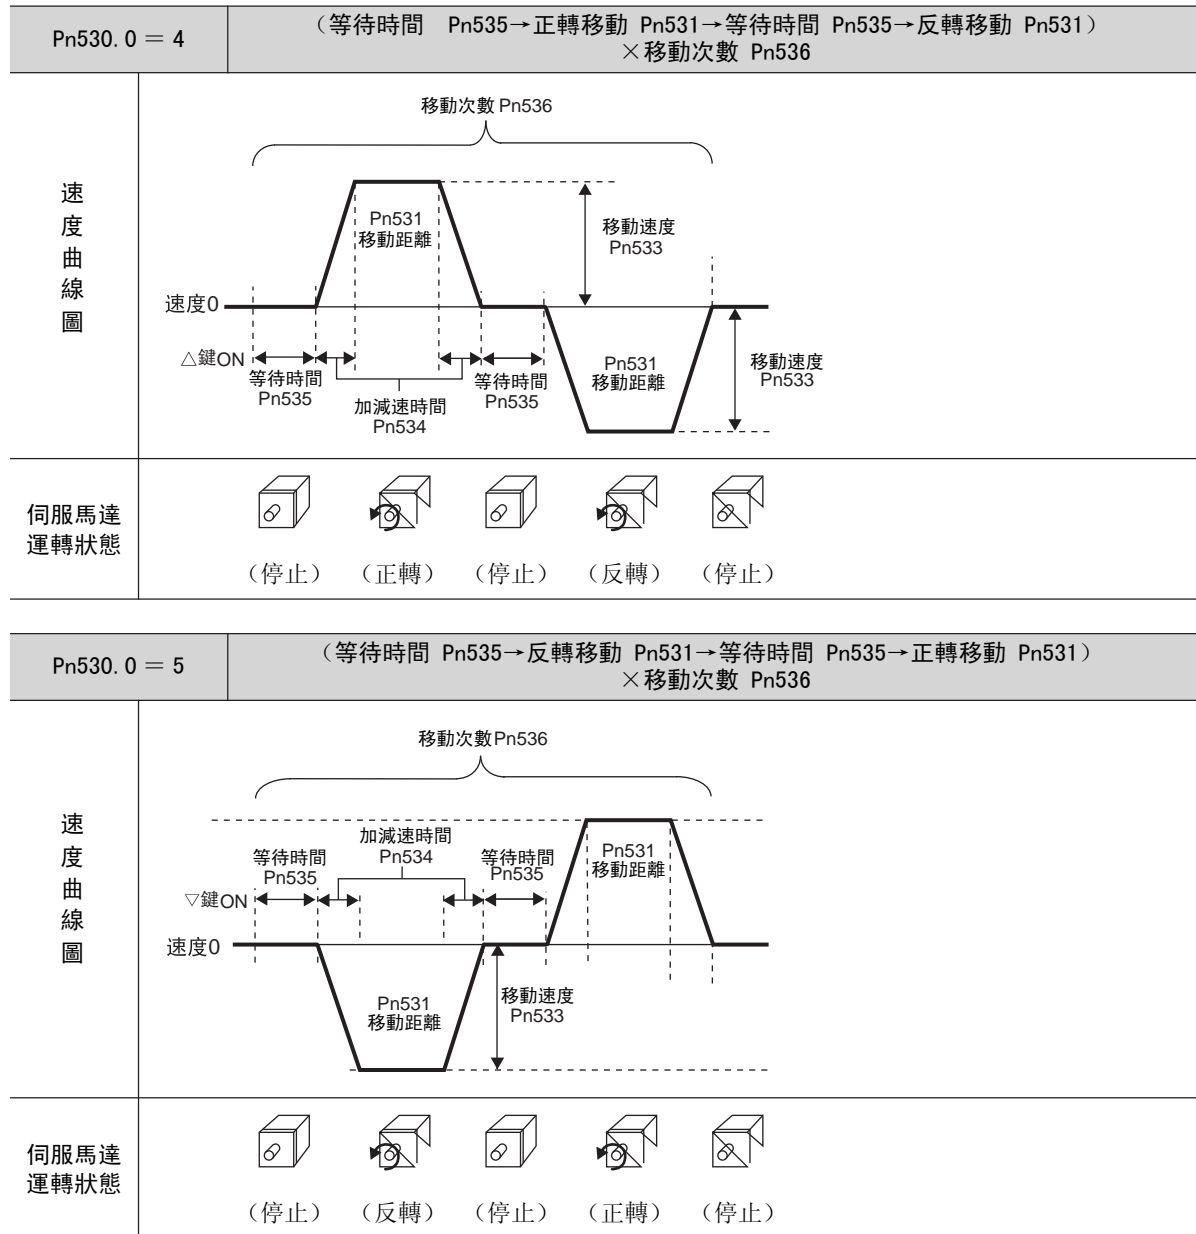 Pn530.0＝4
（等待時間 Pn535→正轉移動 Pn531→等待時間 Pn535→反轉移動 Pn531）
×移動次數 Pn536
速度曲線圖
移動次數 Pn536
Pn531
移動距離
移動速度
Pn533
速度0
△鍵ON
等待時間
Pn535
加減速時間
Pn534
等待時間
Pn535
Pn531
移動距離
移動速度
Pn533
伺服馬達
運轉狀態
（停止） （正轉） （停止） （反轉） （停止）
Pn530.0＝5
（等待時間 Pn535→反轉移動 Pn531→等待時間 Pn535→正轉移動 Pn531）
×移動次數 Pn536
速度曲線圖
移動次數Pn536
等待時間
Pn535
加減速時間
Pn534
等待時間
Pn535
Pn531
移動距離
▽鍵ON
速度0
Pn531
移動距離
移動速度
Pn533
伺服馬達
運轉狀態
（停止） （反轉） （停止） （正轉） （停止）